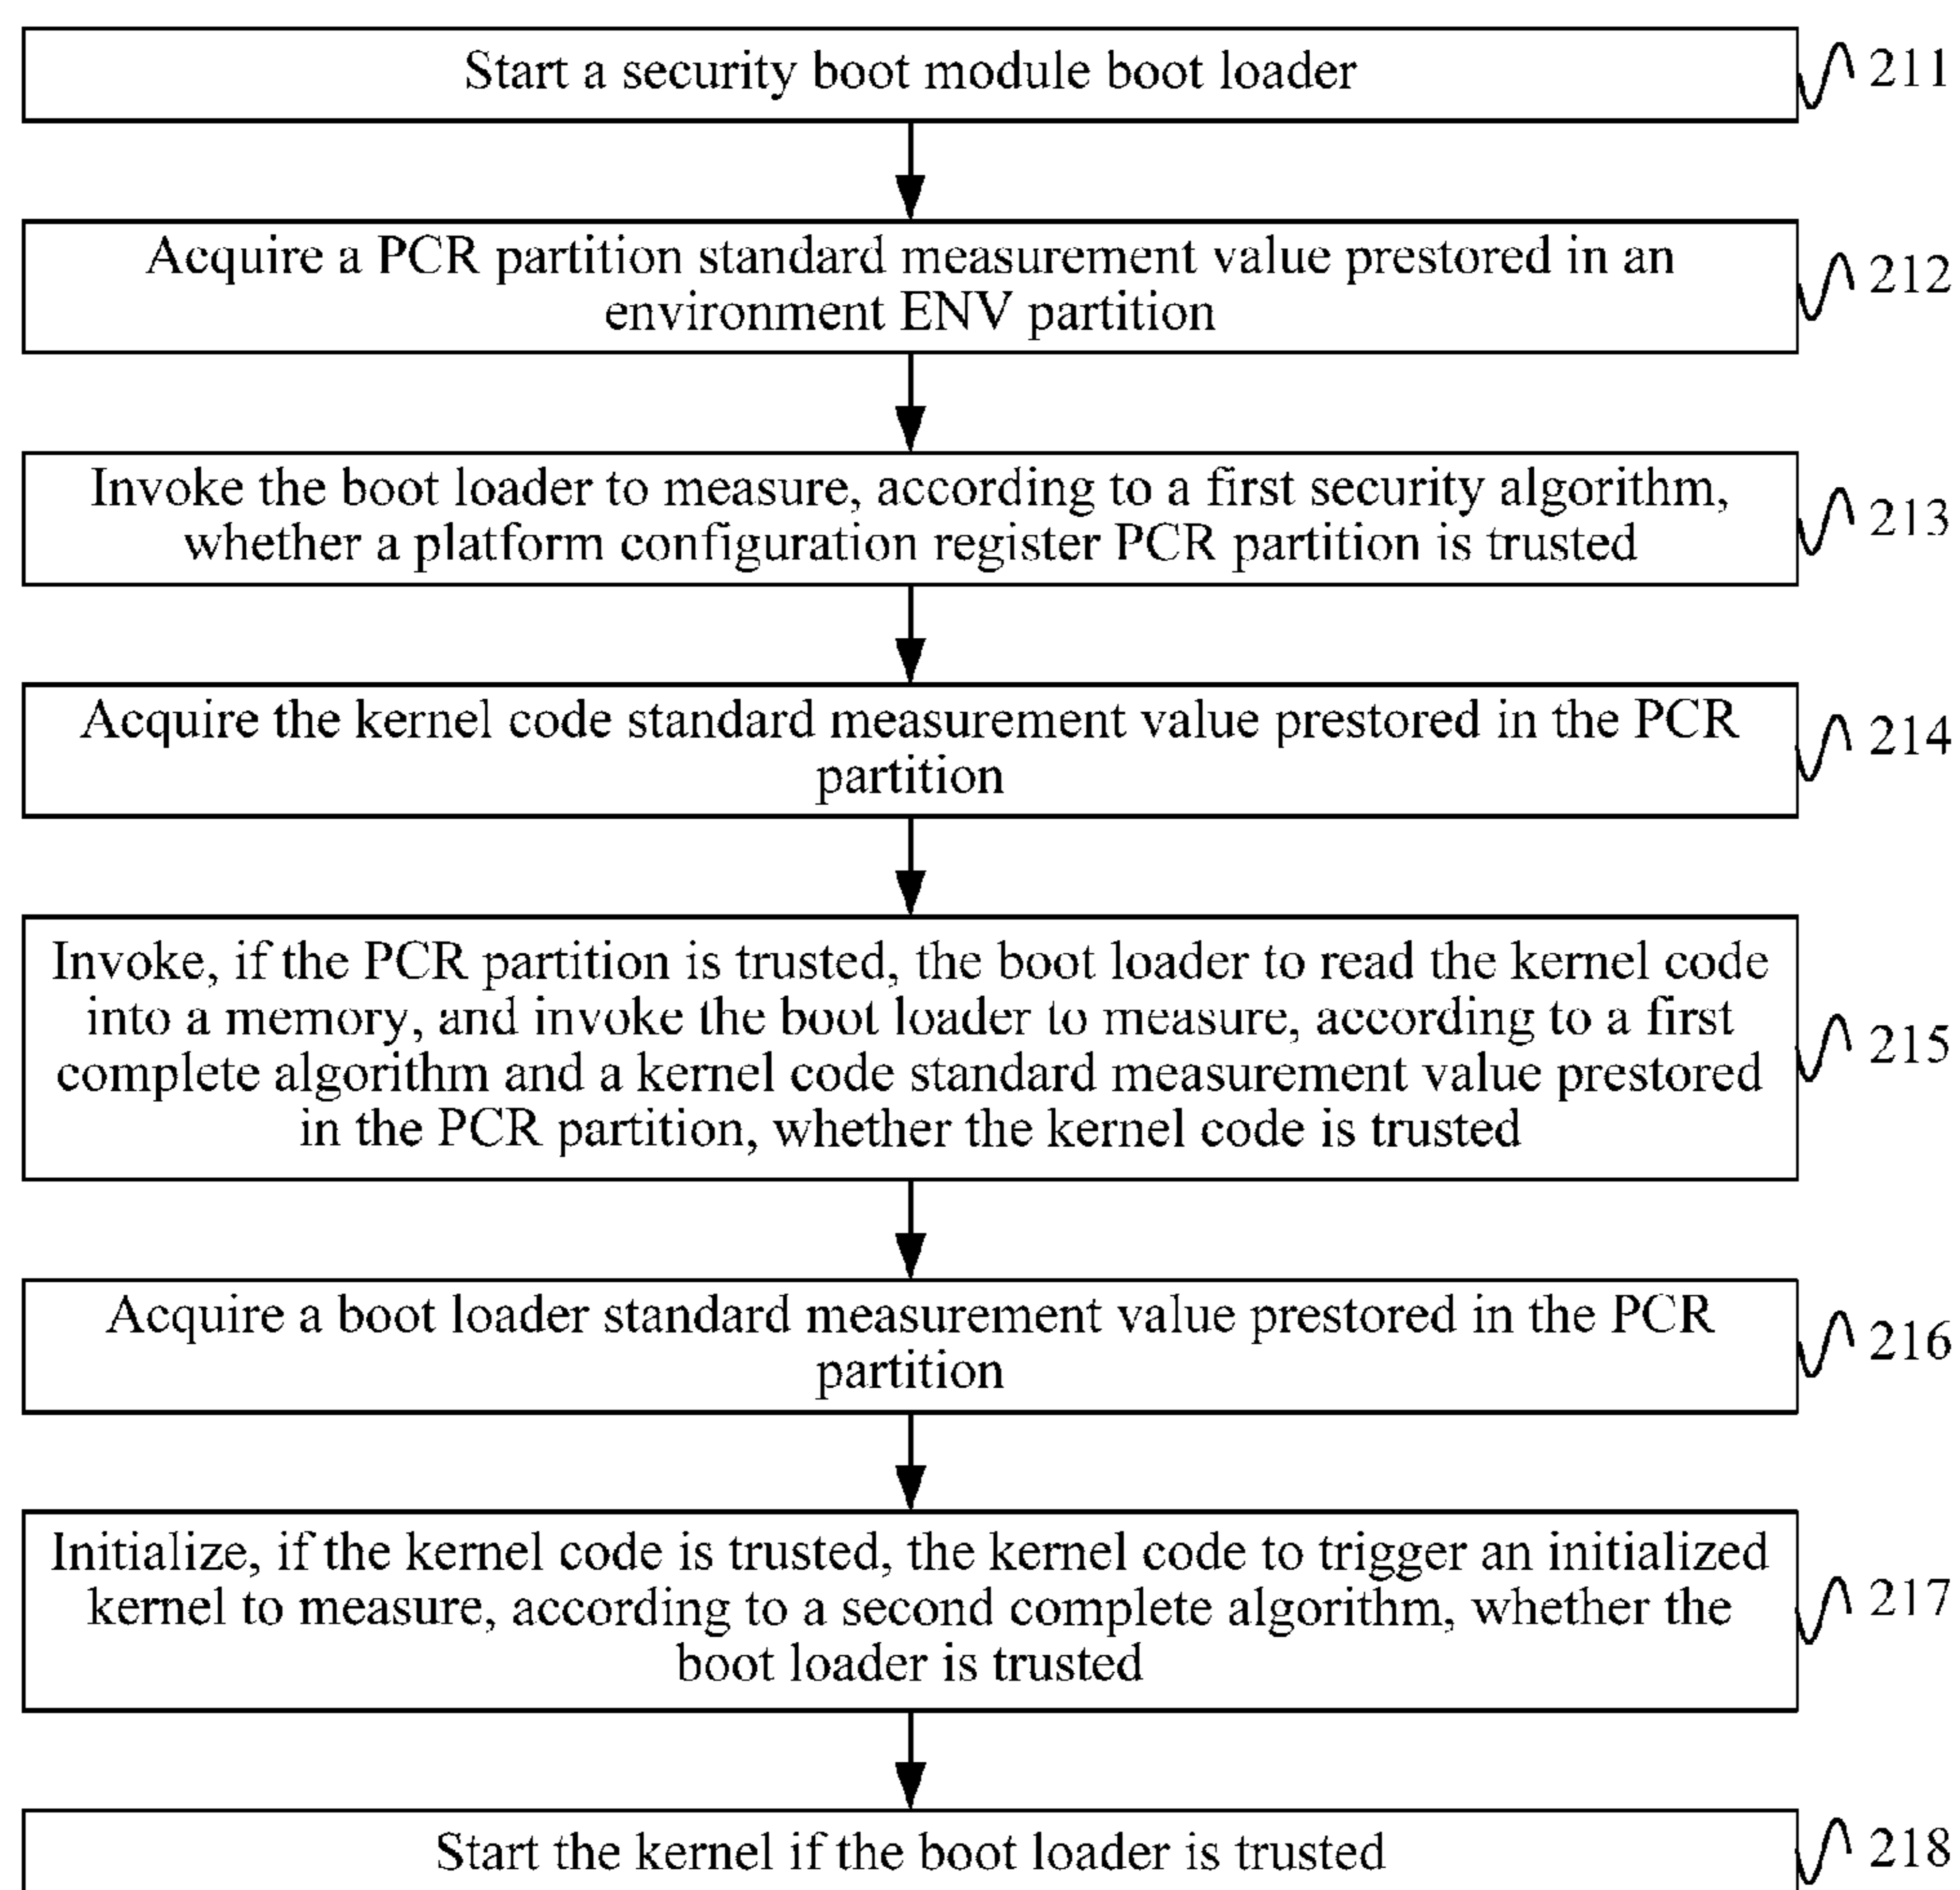 Start a security boot module boot loader
211
Acquire a PCR partition standard measurement value prestored in an
environment ENV partition
212
Invoke the boot loader to measure, according to a first security algorithm,
whether a platform configuration register PCR partition is trusted
213
Acquire the kernel code standard measurement value prestored in the PCR
partition
214
Invoke, if the PCR partition is trusted, the boot loader to read the kernel code
into a memory, and invoke the boot loader to measure, according to a first
complete algorithm and a kernel code standard measurement value prestored
in the PCR partition, whether the kernel code is trusted
215
Acquire a boot loader standard measurement value prestored in the PCR
partition
216
Initialize, if the kernel code is trusted, the kernel code to trigger an initialized
kernel to measure, according to a second complete algorithm, whether the
boot loader is trusted
217
Start the kernel if the boot loader is trusted
218